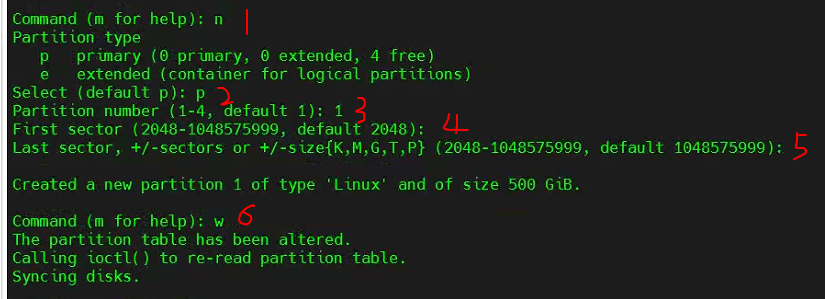 Command (m for help): n 1
Partition type
   p   primary (0 primary, 0 extended, 4 free)
   e   extended (container for logical partitions)
Select (default p): p 2
Partition number (1-4, default 1): 1 3
First sector (2048-1048575999, default 2048): 4
Last sector, +/-sectors or +/-size{K,M,G,T,P} (2048-1048575999, default 1048575999): 5
Created a new partition 1 of type 'Linux' and of size 500 GiB.
Command (m for help): w 6
The partition table has been altered.
Calling ioctl() to re-read partition table.
Syncing disks.